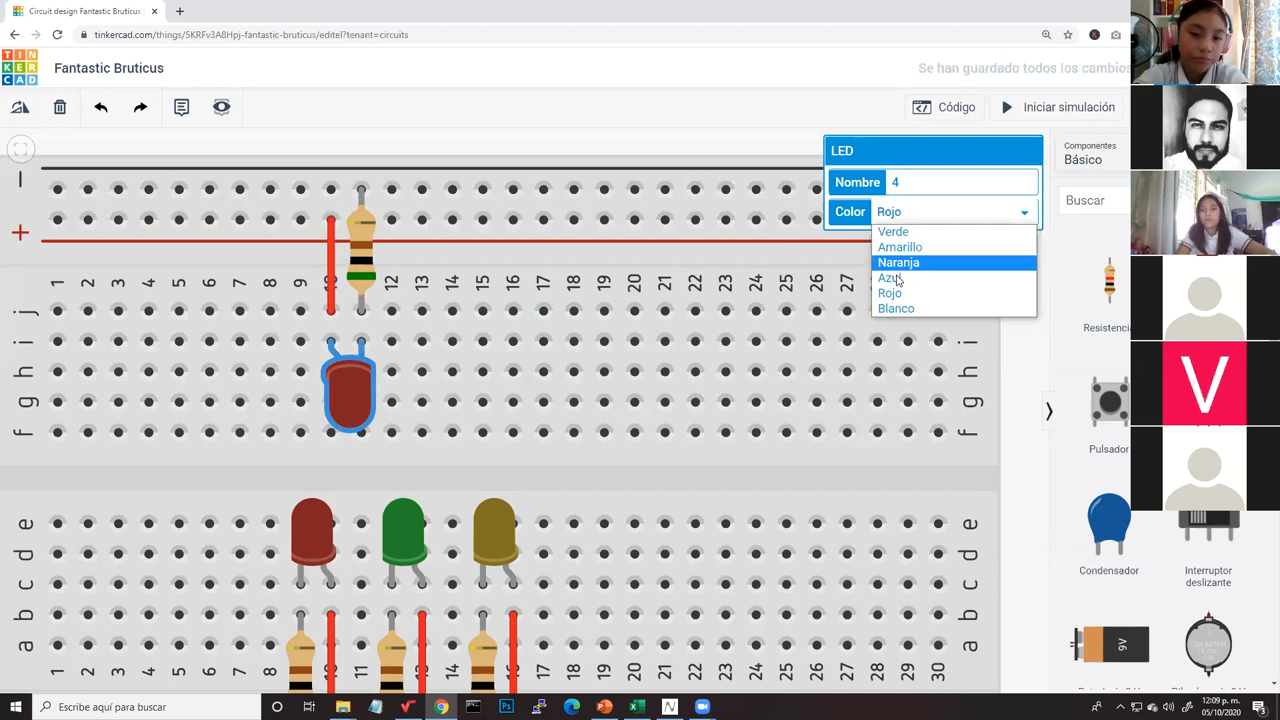 Circuit design Fantastic Bruticus
tinkercad.com/things/5KRFv3A8Hpj-fantastic-bruticus/editel?tenant=circuits
TIN
KER
CAD
Fantastic Bruticus
Se han guardado todos los cambios
Código
Iniciar simulación
LED
Nombre 4
Color Rojo
Verde
Amarillo
Naranja
Azul
Rojo
Blanco
Componentes
Básico
Buscar
Resistencia
Pulsador
Condensador
Interruptor
deslizante
9V
V
- 
+
1 2 3 4 5 6 7 8 9 10 11 12 13 14 15 16 17 18 19 20 21 22 23 24 25 26 27 28
j
i i
h h
g g
f f
e e
d d
c c
b b
a a
1 2 3 4 5 6 7 8 9 10 11 12 13 14 15 16 17 18 19 20 21 22 23 24 25 26 27 28 29 30
Escribe aquí para buscar
12:09 p. m.
05/10/2020